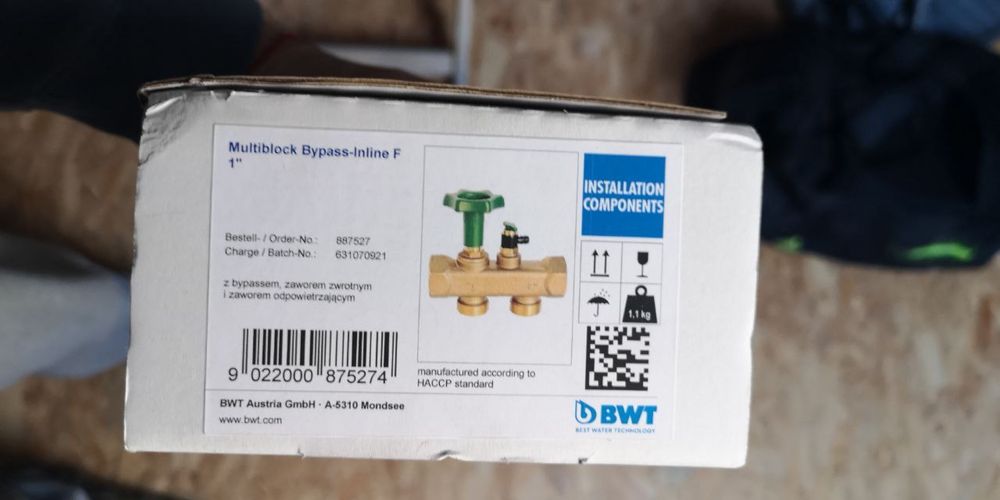 Multiblock Bypass-Inline F
1"
Bestell- / Order-No.: 887527
Charge / Batch-No.: 631070921
z bypassem, zaworem zwrotnym
i zaworem odpowietrzającym
9 022000 875274
BWT Austria GmbH · A-5310 Mondsee
www.bwt.com
manufactured according to
HACCP standard
INSTALLATION
COMPONENTS
1,1 kg
BWT
BEST WATER TECHNOLOGY